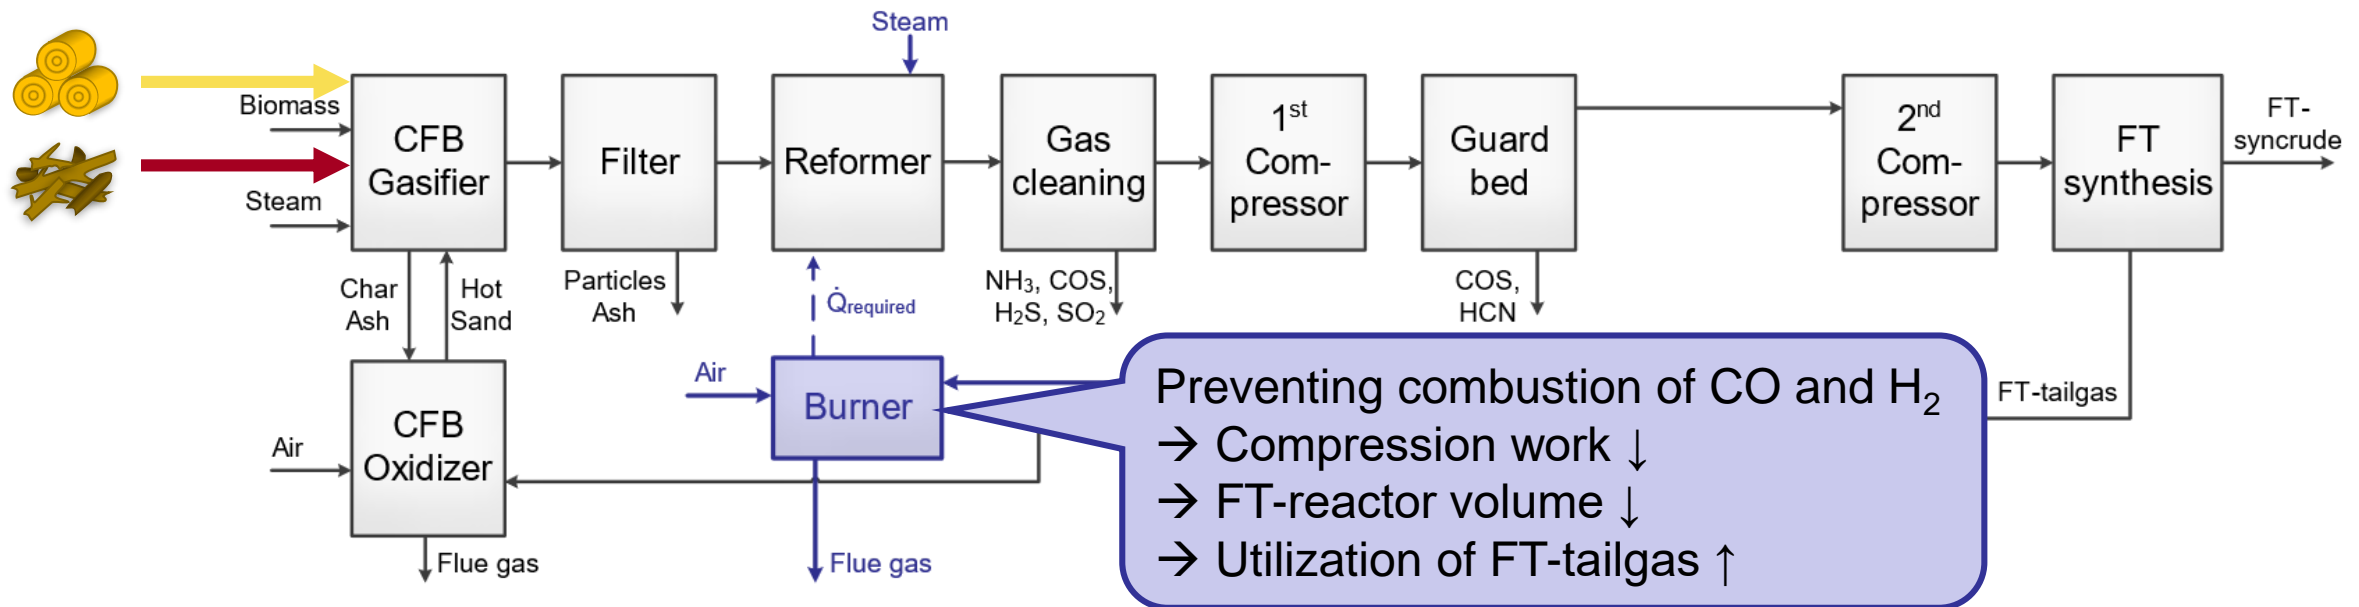 Steam
Biomass
Steam
CFB
Gasifier
Filter
Reformer
Gas
cleaning
1st
Com-
pressor
Guard
bed
2nd
Com-
pressor
FT
synthesis
FT-
syncrude
Char
Ash
Hot
Sand
Particles
Ash
Q̇required
NH3, COS,
H2S, SO2
COS,
HCN
Air
Burner
Preventing combustion of CO and H2
→ Compression work ↓
→ FT-reactor volume ↓
→ Utilization of FT-tailgas ↑
FT-tailgas
Air
CFB
Oxidizer
Flue gas
Flue gas